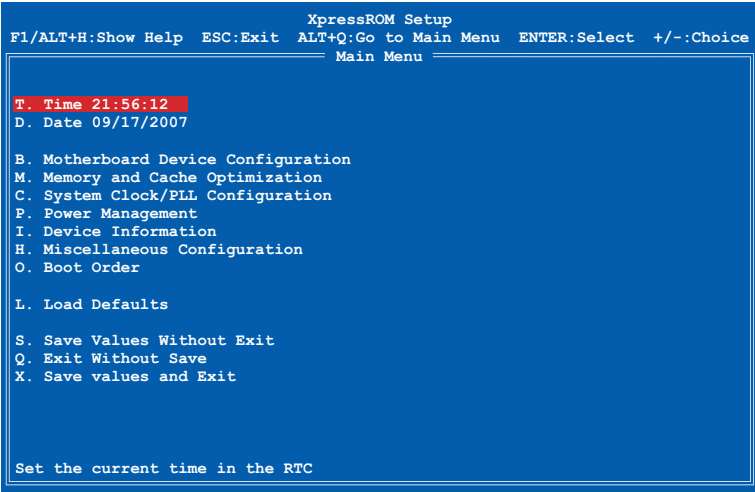 XpressROM Setup
F1/ALT+H:Show Help ESC:Exit ALT+Q:Go to Main Menu ENTER:Select +/-:Choice
Main Menu
T. Time 21:56:12
D. Date 09/17/2007
B. Motherboard Device Configuration
M. Memory and Cache Optimization
C. System Clock/PLL Configuration
P. Power Management
I. Device Information
H. Miscellaneous Configuration
O. Boot Order
L. Load Defaults
S. Save Values Without Exit
Q. Exit Without Save
X. Save values and Exit
Set the current time in the RTC